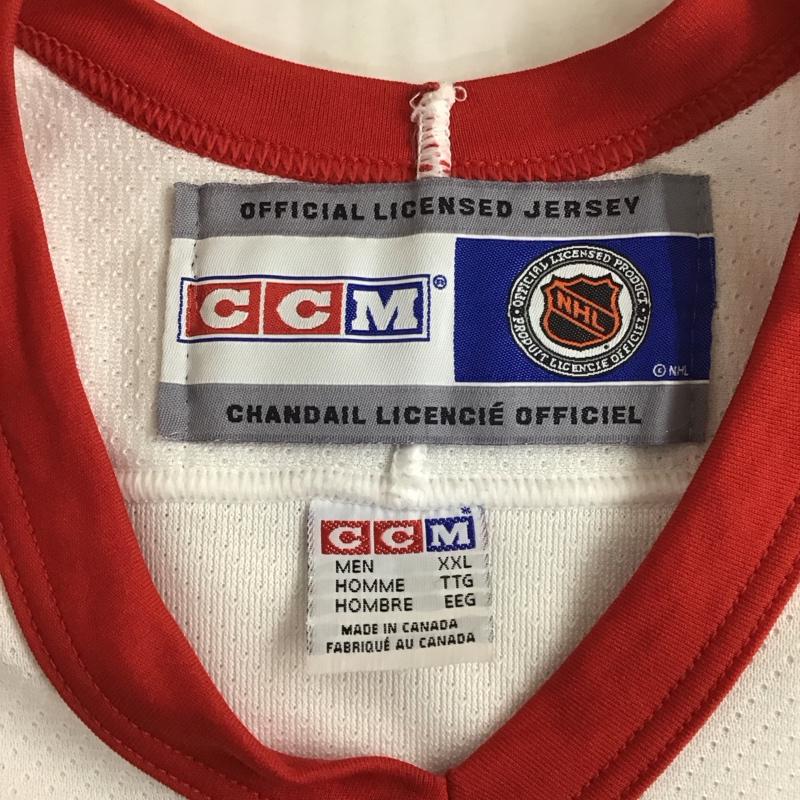 OFFICIAL LICENSED JERSEY
CCM®
OFFICIAL LICENSED PRODUCT
NHL
PRODUIT LICENCIÉ OFFICIEL
© NHL
CHANDAIL LICENCIÉ OFFICIEL
CCM*
MEN XXL
HOMME TTG
HOMBRE EEG
MADE IN CANADA
FABRIQUÉ AU CANADA